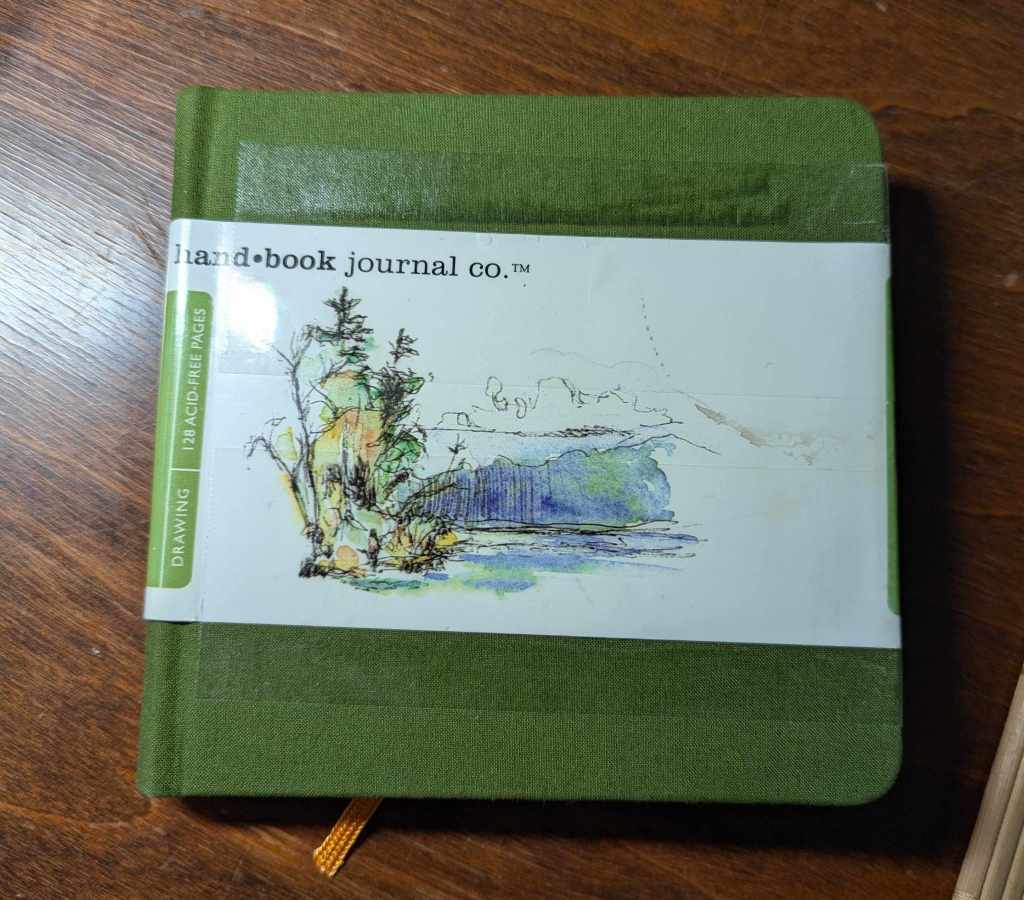 hand•book journal co.™
DRAWING
128 ACID-FREE PAGES